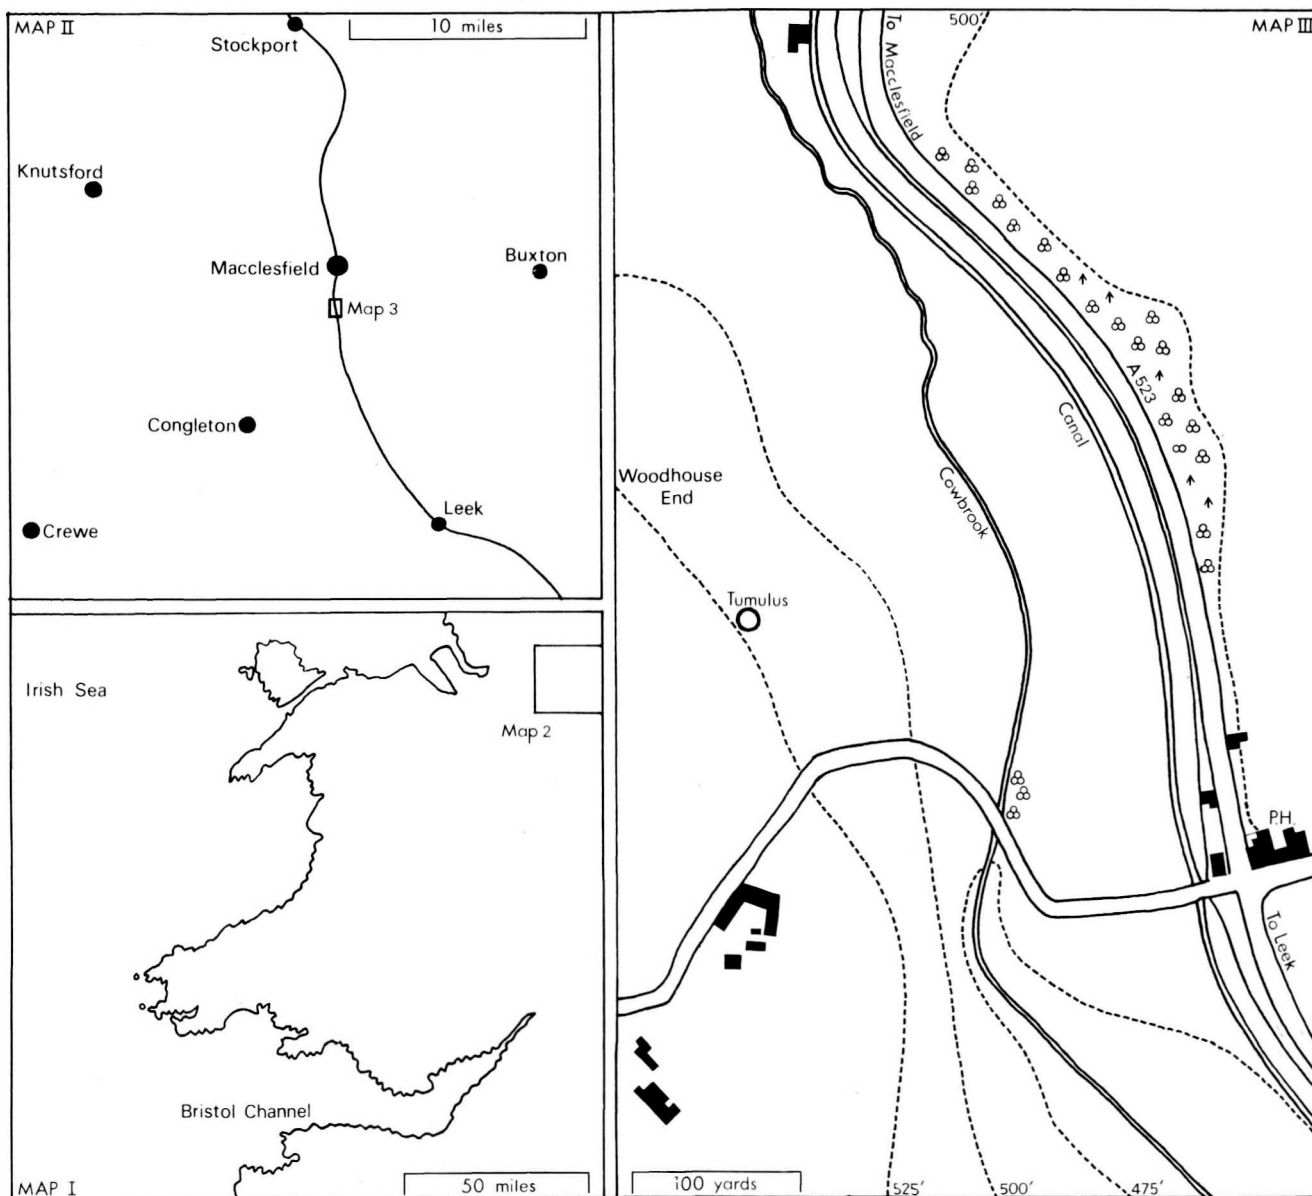 MAP II
10 miles
Stockport
Knutsford
Macclesfield
Buxton
Map 3
Congleton
Leek
Crewe
Irish Sea
Map 2
Bristol Channel
MAP I
50 miles
MAP III
500'
To Macclesfield
A 523
Canal
Cowbrook
Woodhouse
End
Tumulus
P.H.
To Leek
100 yards
525'
500'
475'